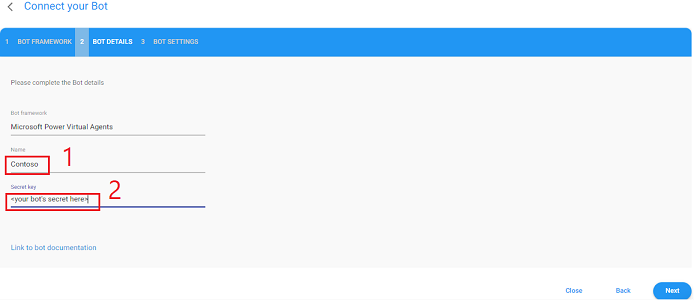 Connect your Bot
1 BOT FRAMEWORK 2 BOT DETAILS 3 BOT SETTINGS
Please complete the Bot details
Bot framework
Microsoft Power Virtual Agents
Name
Contoso
1
Secret key
<your bot's secret here>
2
Link to bot documentation
Close Back Next